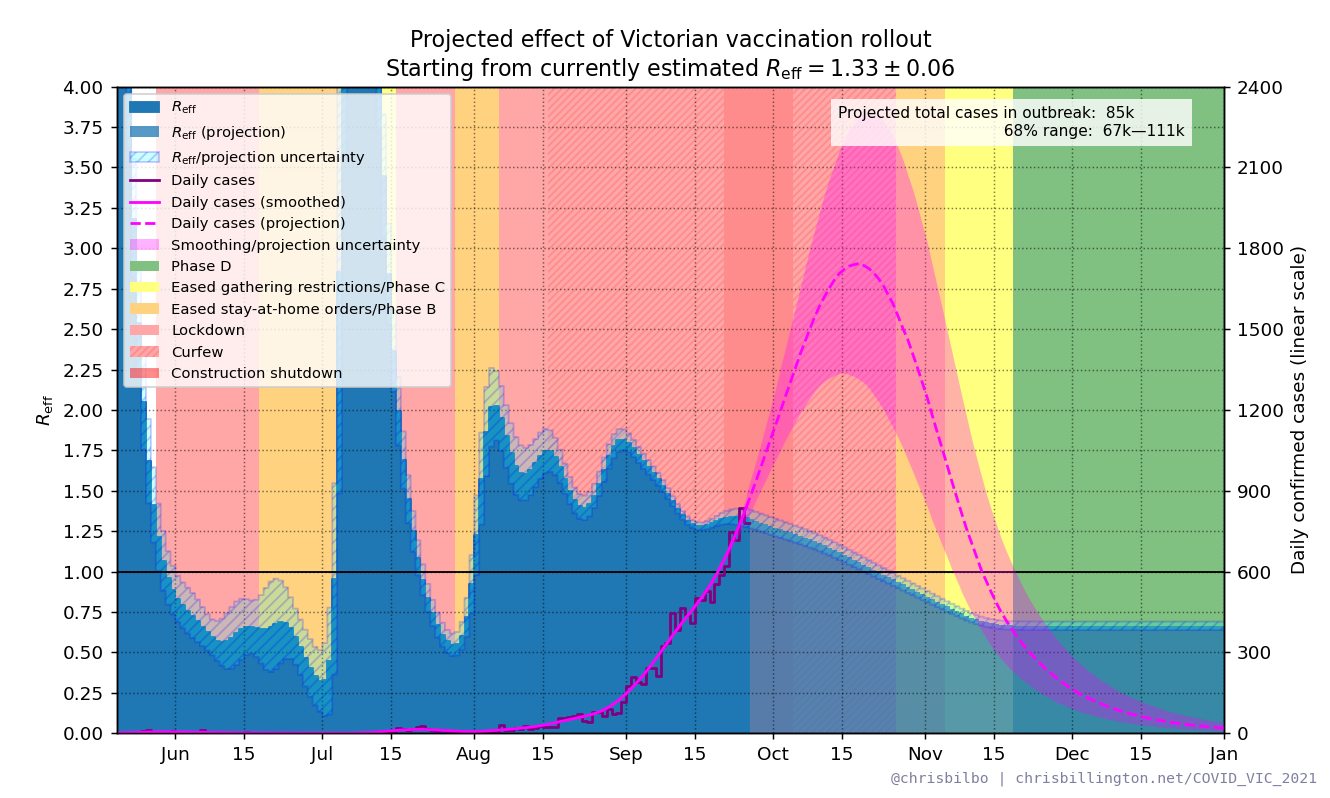 Projected effect of Victorian vaccination rollout
Starting from currently estimated R_eff = 1.33 ± 0.06
Projected total cases in outbreak: 85k
68% range: 67k—111k
R_eff
R_eff (projection)
R_eff/projection uncertainty
Daily cases
Daily cases (smoothed)
Daily cases (projection)
Smoothing/projection uncertainty
Phase D
Eased gathering restrictions/Phase C
Eased stay-at-home orders/Phase B
Lockdown
Curfew
Construction shutdown
R_eff
4.00
3.75
3.50
3.25
3.00
2.75
2.50
2.25
2.00
1.75
1.50
1.25
1.00
0.75
0.50
0.25
0.00
2400
2100
1800
1500
1200
900
600
300
0
Daily confirmed cases (linear scale)
Jun 15 Jul 15 Aug 15 Sep 15 Oct 15 Nov 15 Dec 15 Jan
@chrisbilbo | chrisbillington.net/COVID_VIC_2021